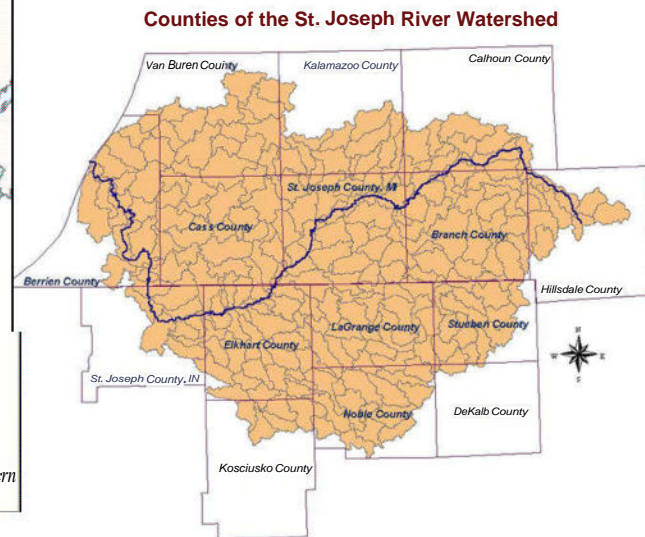 Counties of the St. Joseph River Watershed
Van Buren County
Kalamazoo County
Calhoun County
St. Joseph County, MI
Cass County
Branch County
Berrien County
Hillsdale County
LaGrange County
Stueben County
Elkhart County
N
W E
S
St. Joseph County, IN
Noble County
DeKalb County
Kosciusko County